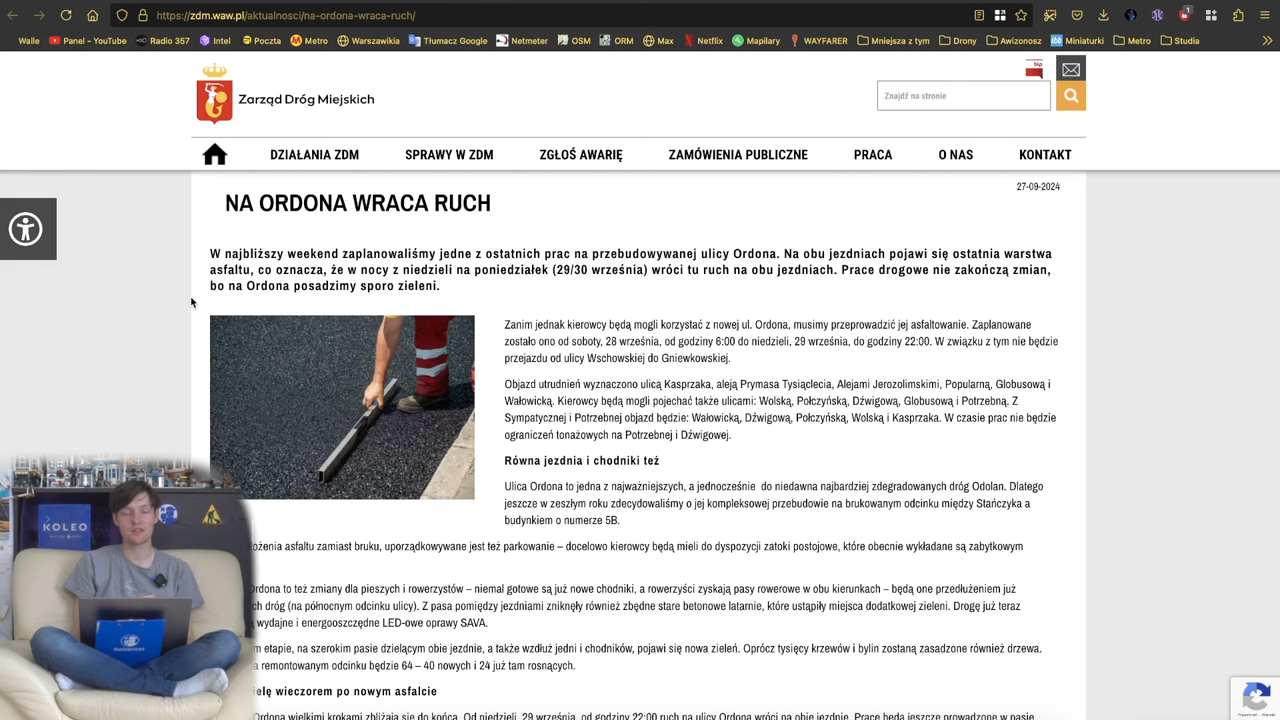 https://zdm.waw.pl/aktualnosci/na-ordona-wraca-ruch/
Walle Panel - YouTube Radio 357 Intel Poczta Metro Warszawikia Tłumacz Google Netmeter OSM ORM Max Netflix Mapilary WAYFARER Mniejsza z tym Drony Awizonosz Miniaturki Metro Studia
bip
Zarząd Dróg Miejskich
Znajdź na stronie
DZIAŁANIA ZDM SPRAWY W ZDM ZGŁOŚ AWARIĘ ZAMÓWIENIA PUBLICZNE PRACA O NAS KONTAKT
27-09-2024
NA ORDONA WRACA RUCH
W najbliższy weekend zaplanowaliśmy jedne z ostatnich prac na przebudowywanej ulicy Ordona. Na obu jezdniach pojawi się ostatnia warstwa
asfaltu, co oznacza, że w nocy z niedzieli na poniedziałek (29/30 września) wróci tu ruch na obu jezdniach. Prace drogowe nie zakończą zmian,
bo na Ordona posadzimy sporo zieleni.
Zanim jednak kierowcy będą mogli korzystać z nowej ul. Ordona, musimy przeprowadzić jej asfaltowanie. Zaplanowane
zostało ono od soboty, 28 września, od godziny 6:00 do niedzieli, 29 września, do godziny 22:00. W związku z tym nie będzie
przejazdu od ulicy Wschowskiej do Gniewkowskiej.
Objazd utrudnień wyznaczono ulicą Kasprzaka, aleją Prymasa Tysiąclecia, Alejami Jerozolimskimi, Popularną, Globusową i
Wałowicką. Kierowcy będą mogli pojechać także ulicami: Wolską, Połczyńską, Dźwigową, Globusową i Potrzebną. Z
Sympatycznej i Potrzebnej objazd będzie: Wałowicką, Dźwigową, Połczyńską, Wolską i Kasprzaka. W czasie prac nie będzie
ograniczeń tonażowych na Potrzebnej i Dźwigowej.
Równa jezdnia i chodniki też
Ulica Ordona to jedna z najważniejszych, a jednocześnie do niedawna najbardziej zdegradowanych dróg Odolan. Dlatego
jeszcze w zeszłym roku zdecydowaliśmy o jej kompleksowej przebudowie na brukowanym odcinku między Stańczyka a
budynkiem o numerze 5B.
ożenia asfaltu zamiast bruku, uporządkowywane jest też parkowanie – docelowo kierowcy będą mieli do dyspozycji zatoki postojowe, które obecnie wykładane są zabytkowym
Ordona to też zmiany dla pieszych i rowerzystów – niemal gotowe są już nowe chodniki, a rowerzyści zyskają pasy rowerowe w obu kierunkach – będą one przedłużeniem już
ch dróg (na północnym odcinku ulicy). Z pasa pomiędzy jezdniami zniknęły również zbędne stare betonowe latarnie, które ustąpiły miejsca dodatkowej zieleni. Drogę już teraz
wydajne i energooszczędne LED-owe oprawy SAVA.
m etapie, na szerokim pasie dzielącym obie jezdnie, a także wzdłuż jedni i chodników, pojawi się nowa zieleń. Oprócz tysięcy krzewów i bylin zostaną zasadzone również drzewa.
a remontowanym odcinku będzie 64 – 40 nowych i 24 już tam rosnących.
elę wieczorem po nowym asfalcie
Ordona wielkimi krokami zbliżają się do końca. Od niedzieli, 29 września, od godziny 22:00 ruch na ulicy Ordona wróci na obie jezdnie. Prace będą jeszcze prowadzone w pasie
KOLEO
Awizonosz